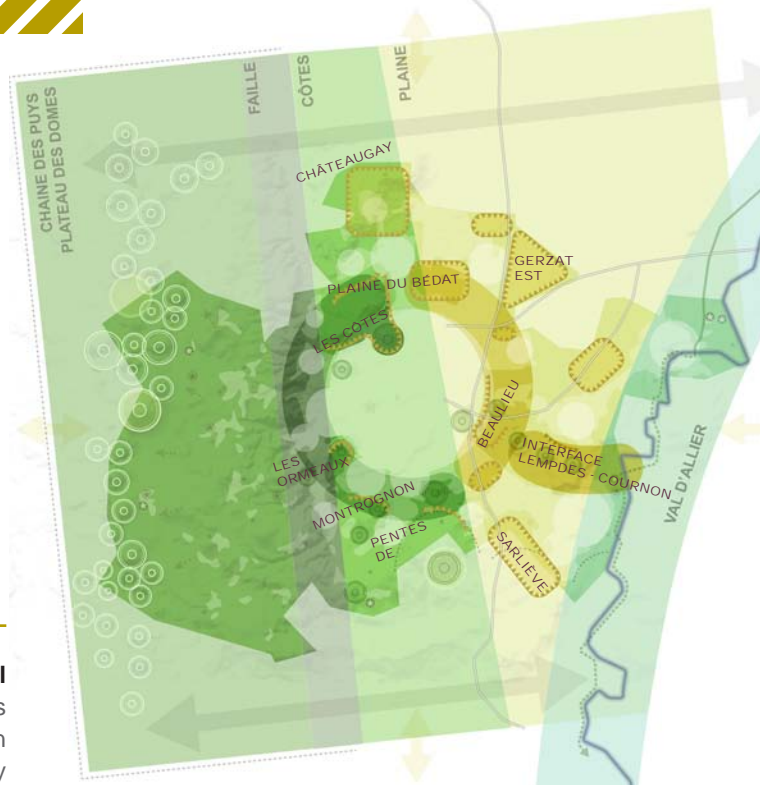 CHAINE DES PUYS
PLATEAU DES DOMES
FAILLE
CÔTES
PLAINE
CHÂTEAUGAY
PLAINE DU BÉDAT
GERZAT
EST
LES CÔTES
BEAULIEU
INTERFACE
LEMPDES - COURNON
VAL D'ALLIER
LES
ORMEAUX
MONTROGNON
PENTES
DE
SARLIÈVE
l
s
n
y